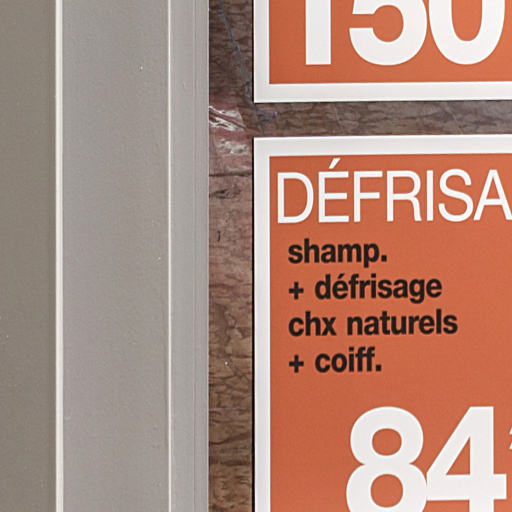 150
DÉFRISA
shamp.
+ défrisage
chx naturels
+ coiff.
84